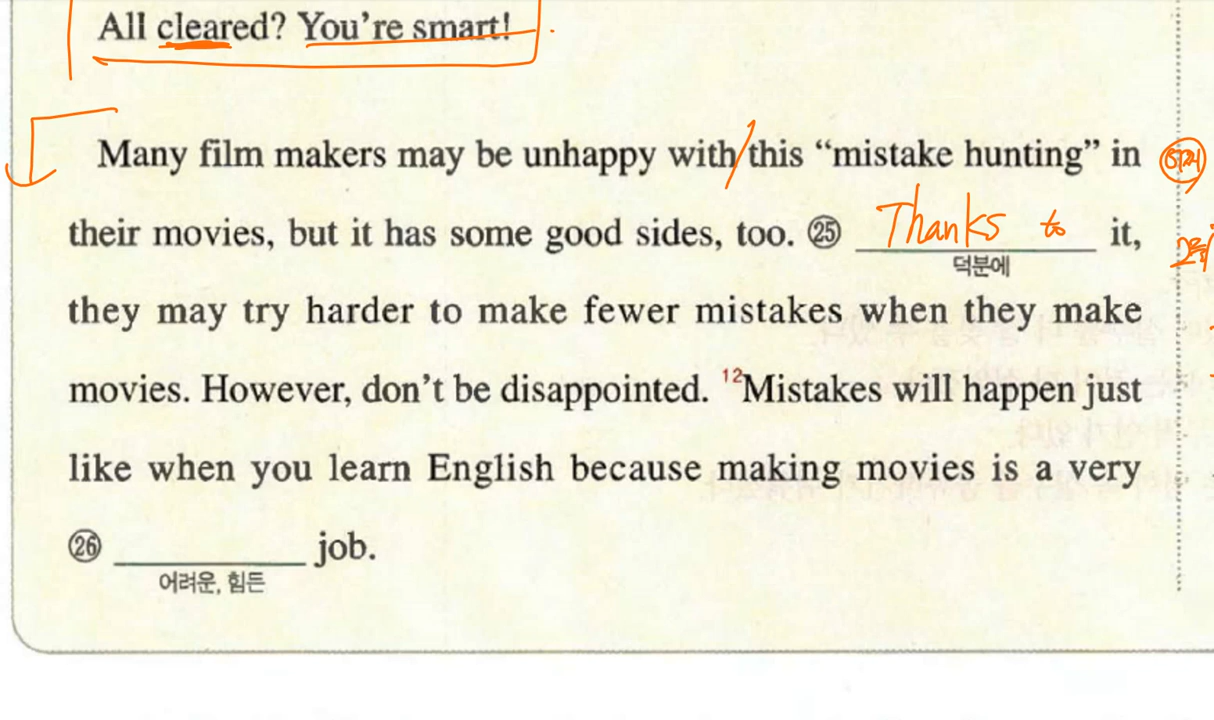 All cleared? You're smart!
Many film makers may be unhappy with / this “mistake hunting” in
their movies, but it has some good sides, too. ㉕ Thanks to it,
덕분에
they may try harder to make fewer mistakes when they make
movies. However, don't be disappointed. 12Mistakes will happen just
like when you learn English because making movies is a very
㉖ ________ job.
어려운, 힘든